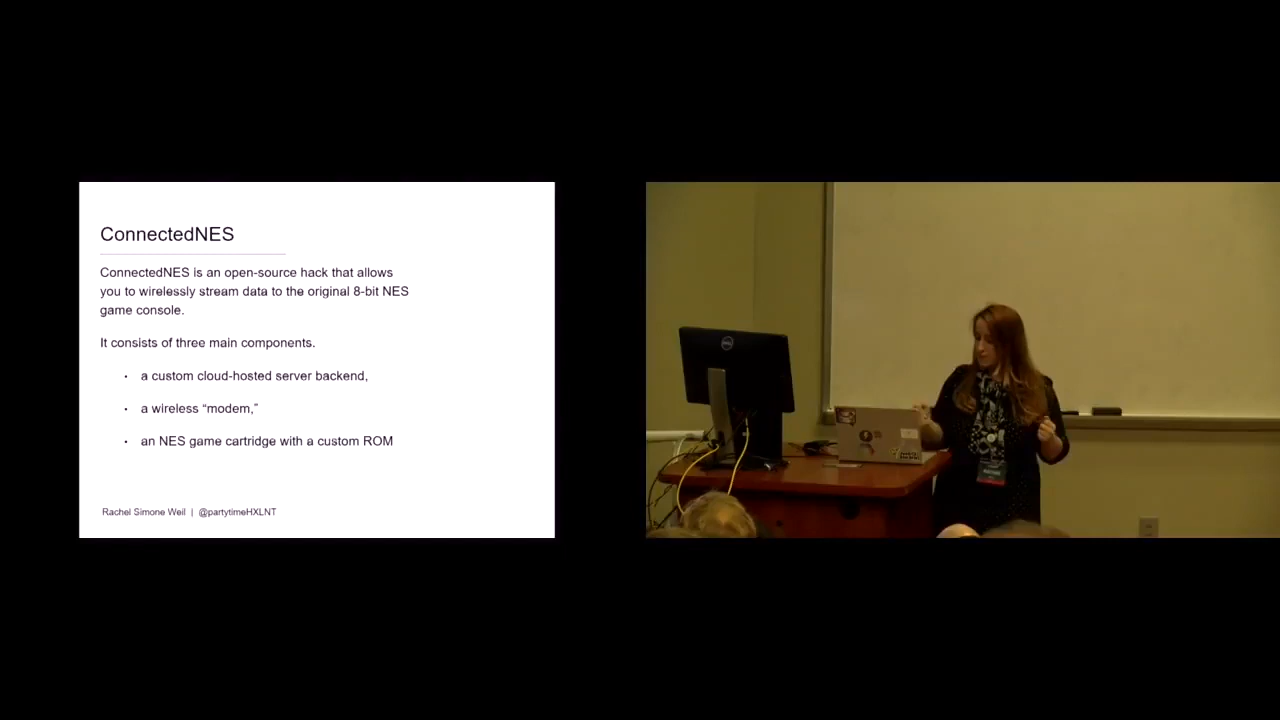 ConnectedNES
ConnectedNES is an open-source hack that allows
you to wirelessly stream data to the original 8-bit NES
game console.
It consists of three main components.
• a custom cloud-hosted server backend,
• a wireless “modem,”
• an NES game cartridge with a custom ROM
Rachel Simone Weil | @partytimeHXLNT
DELL